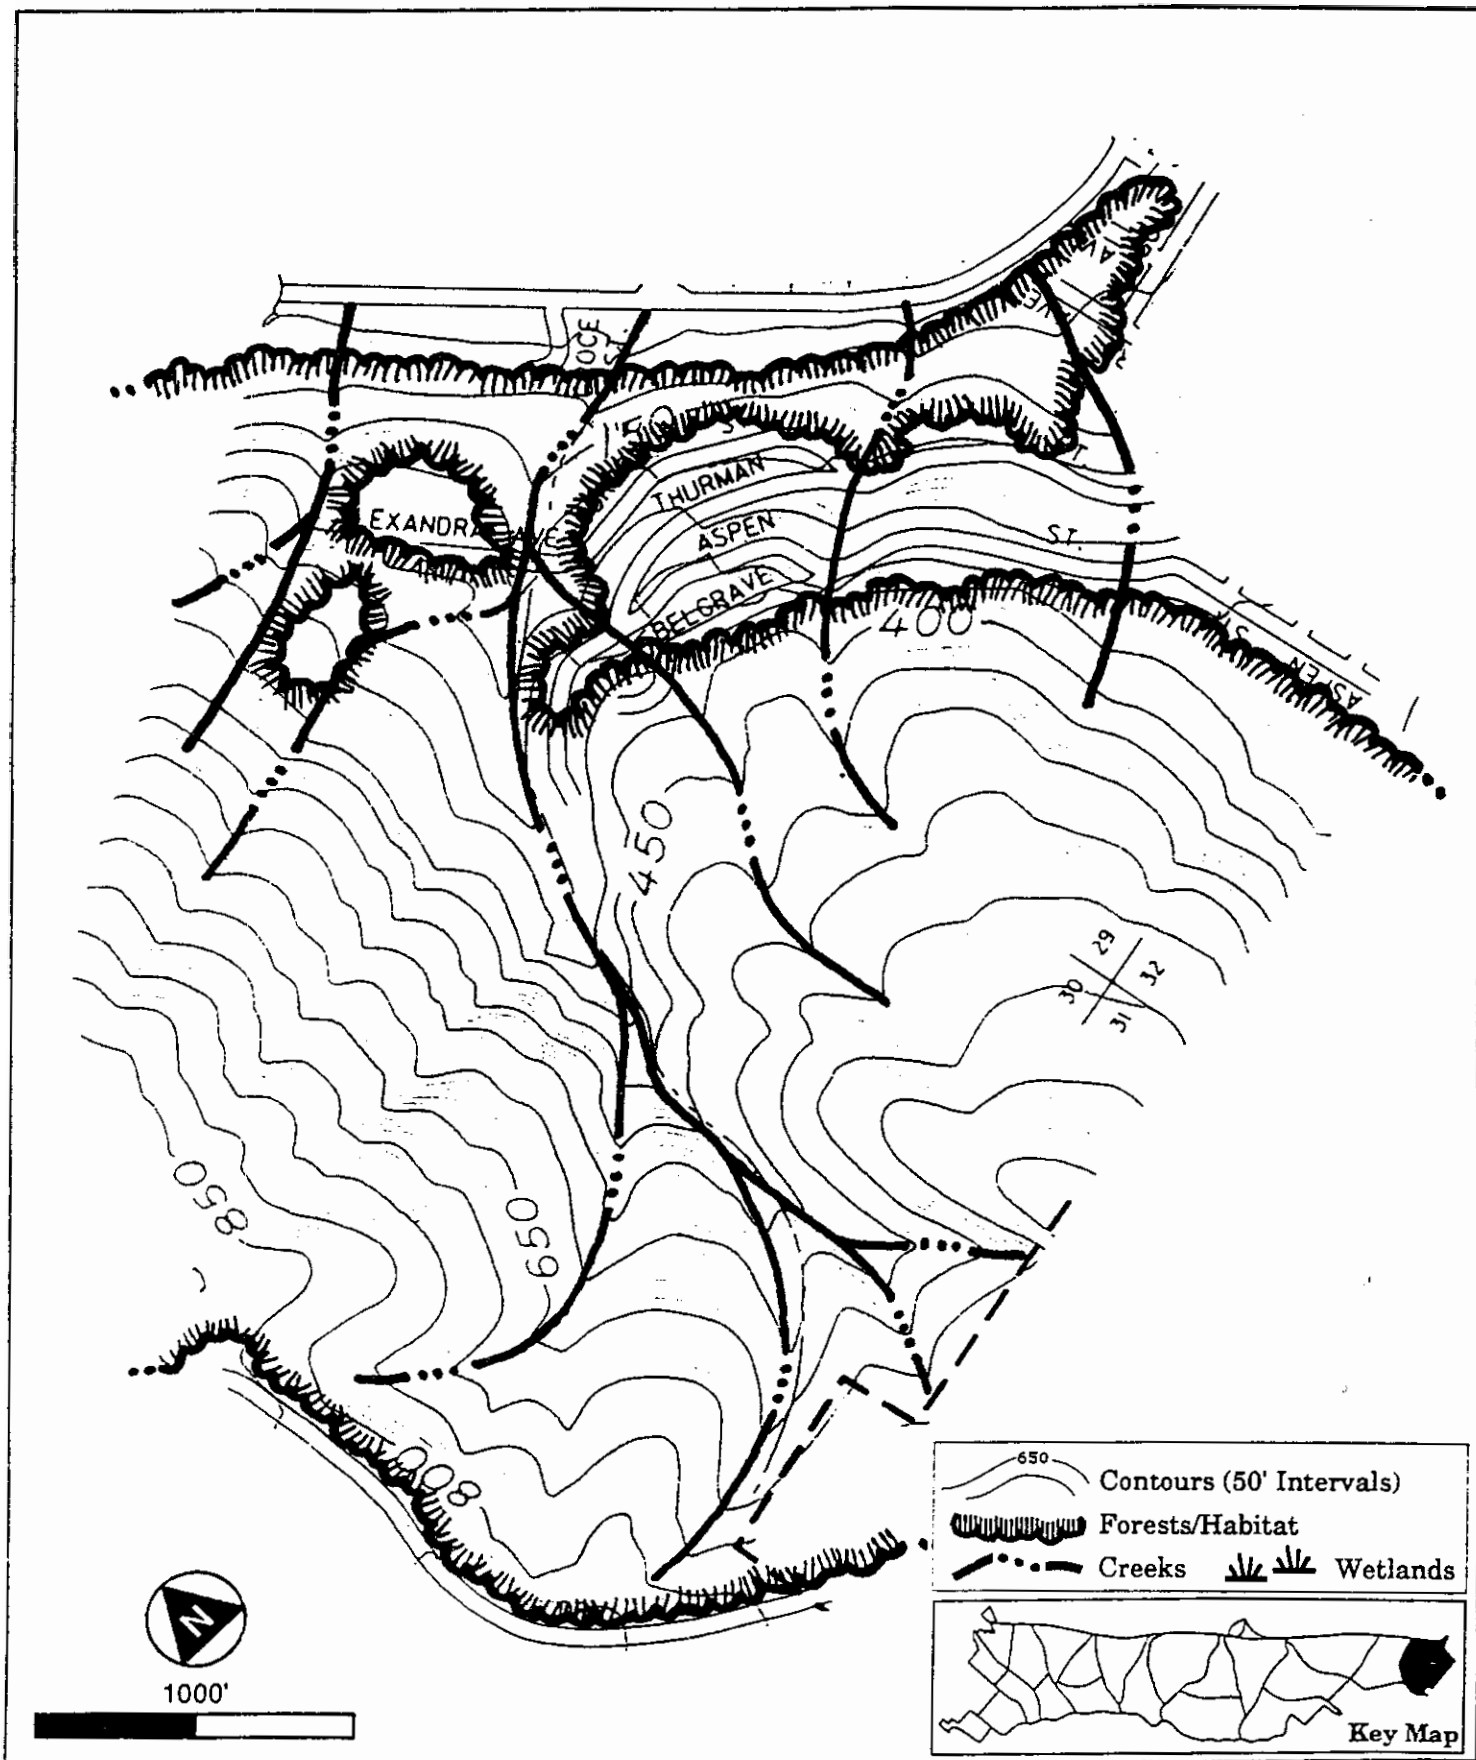 THURMAN
ASPEN
BELGRAVE
EXANDRA AVE
ST.
400
ASPEN
ST.
450
29
30
32
31
850
650
800
N
1000'
650
Contours (50' Intervals)
Forests/Habitat
Creeks
Wetlands
Key Map